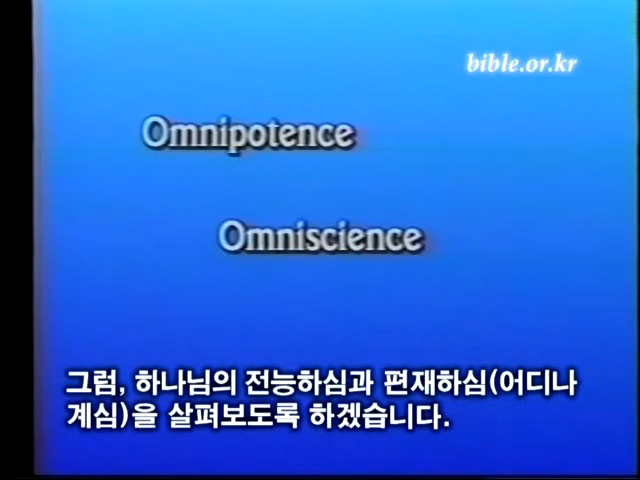 bible.or.kr
Omnipotence
Omniscience
그럼, 하나님의 전능하심과 편재하심(어디나
계심)을 살펴보도록 하겠습니다.